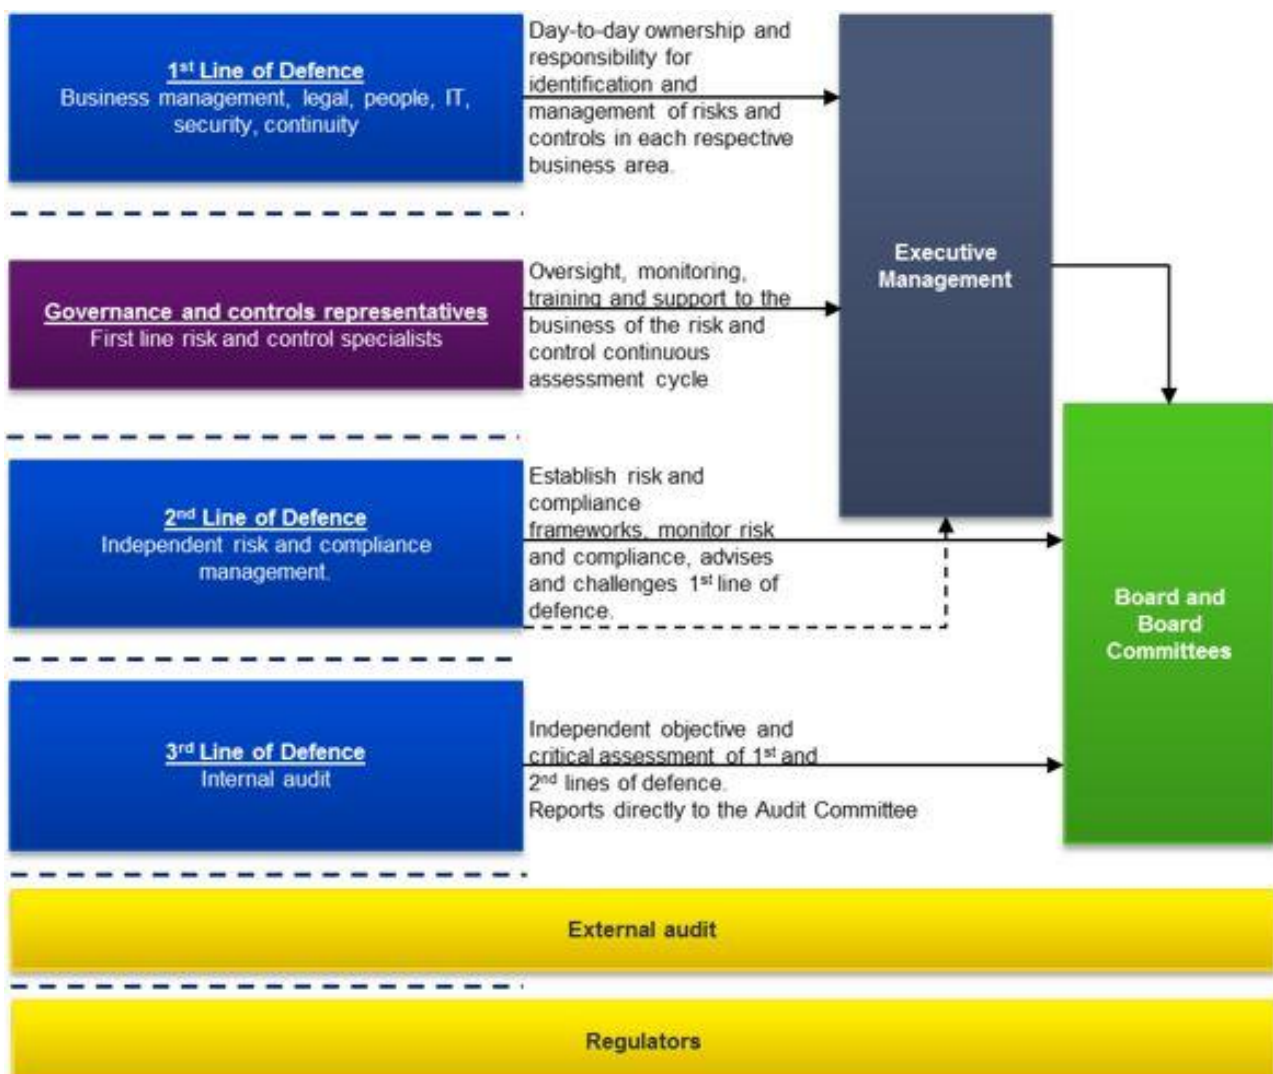 1st Line of Defence
Business management, legal, people, IT,
security, continuity
Day-to-day ownership and
responsibility for
identification and
management of risks and
controls in each respective
business area.
Executive
Management
Governance and controls representatives
First line risk and control specialists
Oversight, monitoring,
training and support to the
business of the risk and
control continuous
assessment cycle
2nd Line of Defence
Independent risk and compliance
management.
Establish risk and
compliance
frameworks, monitor risk
and compliance, advises
and challenges 1st line of
defence.
Board and
Board
Committees
3rd Line of Defence
Internal audit
Independent objective and
critical assessment of 1st and
2nd lines of defence.
Reports directly to the Audit Committee
External audit
Regulators